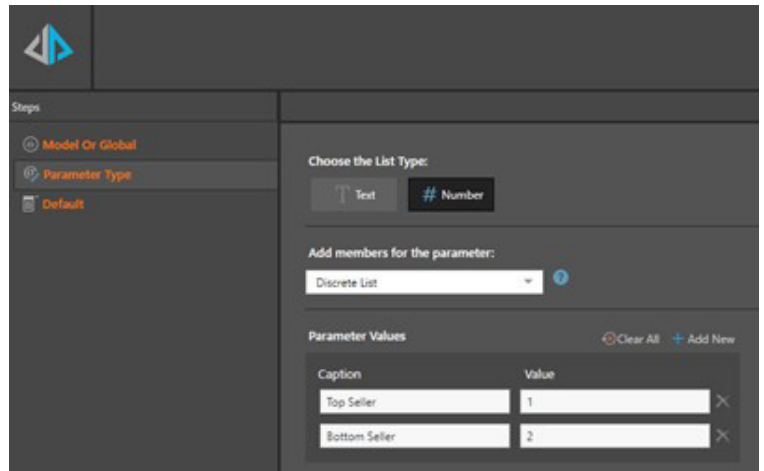 Steps
Model Or Global
Parameter Type
Default
Choose the List Type:
Text # Number
Add members for the parameter:
Discrete List ?
Parameter Values Clear All + Add New
Caption Value
Top Seller 1
Bottom Seller 2